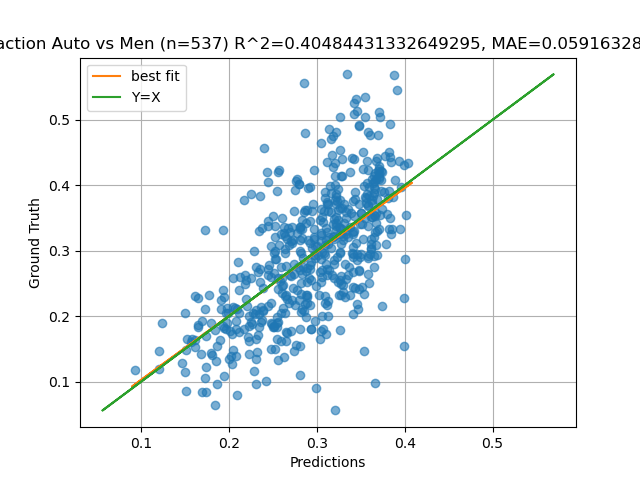 action Auto vs Men (n=537) R^2=0.40484431332649295, MAE=0.05916328
best fit
Y=X
Ground Truth
0.5
0.4
0.3
0.2
0.1
0.1 0.2 0.3 0.4 0.5
Predictions